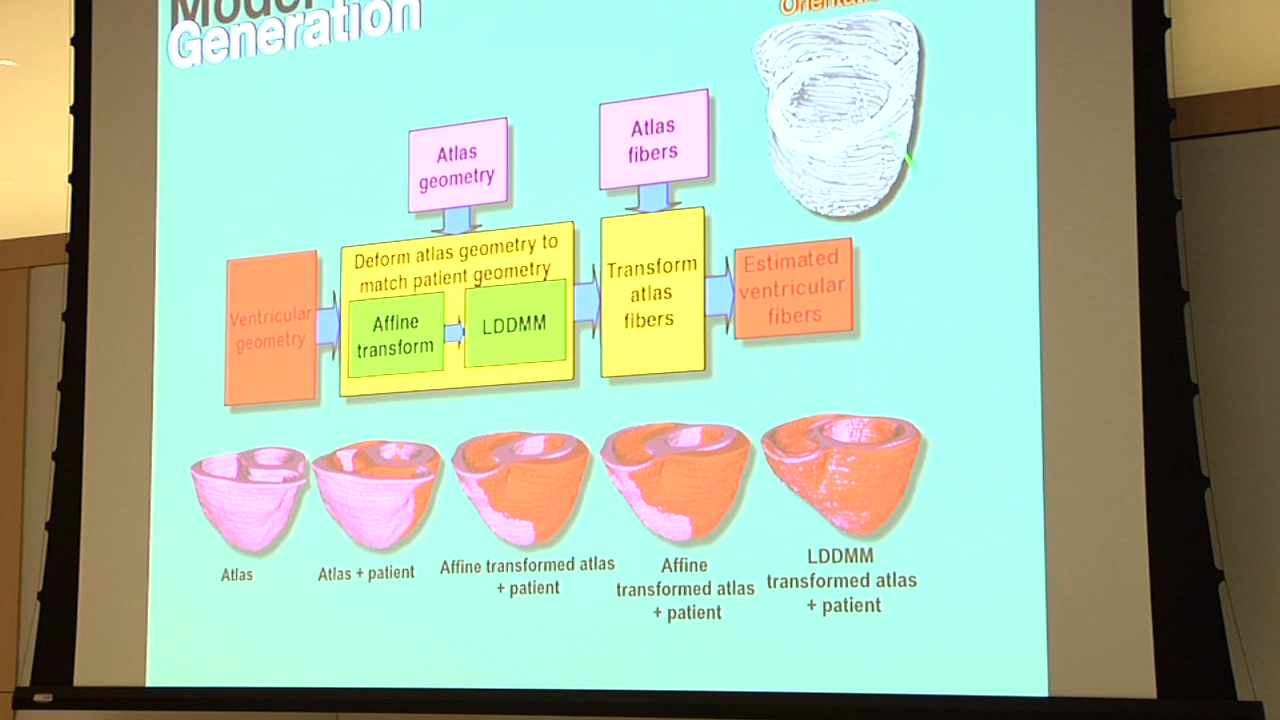 Model
Generation
Atlas
geometry
Atlas
fibers
Ventricular
geometry
Deform atlas geometry to
match patient geometry
Affine
transform
LDDMM
Transform
atlas
fibers
Estimated
ventricular
fibers
Atlas
Atlas + patient
Affine transformed atlas
+ patient
Affine
transformed atlas
+ patient
LDDMM
transformed atlas
+ patient